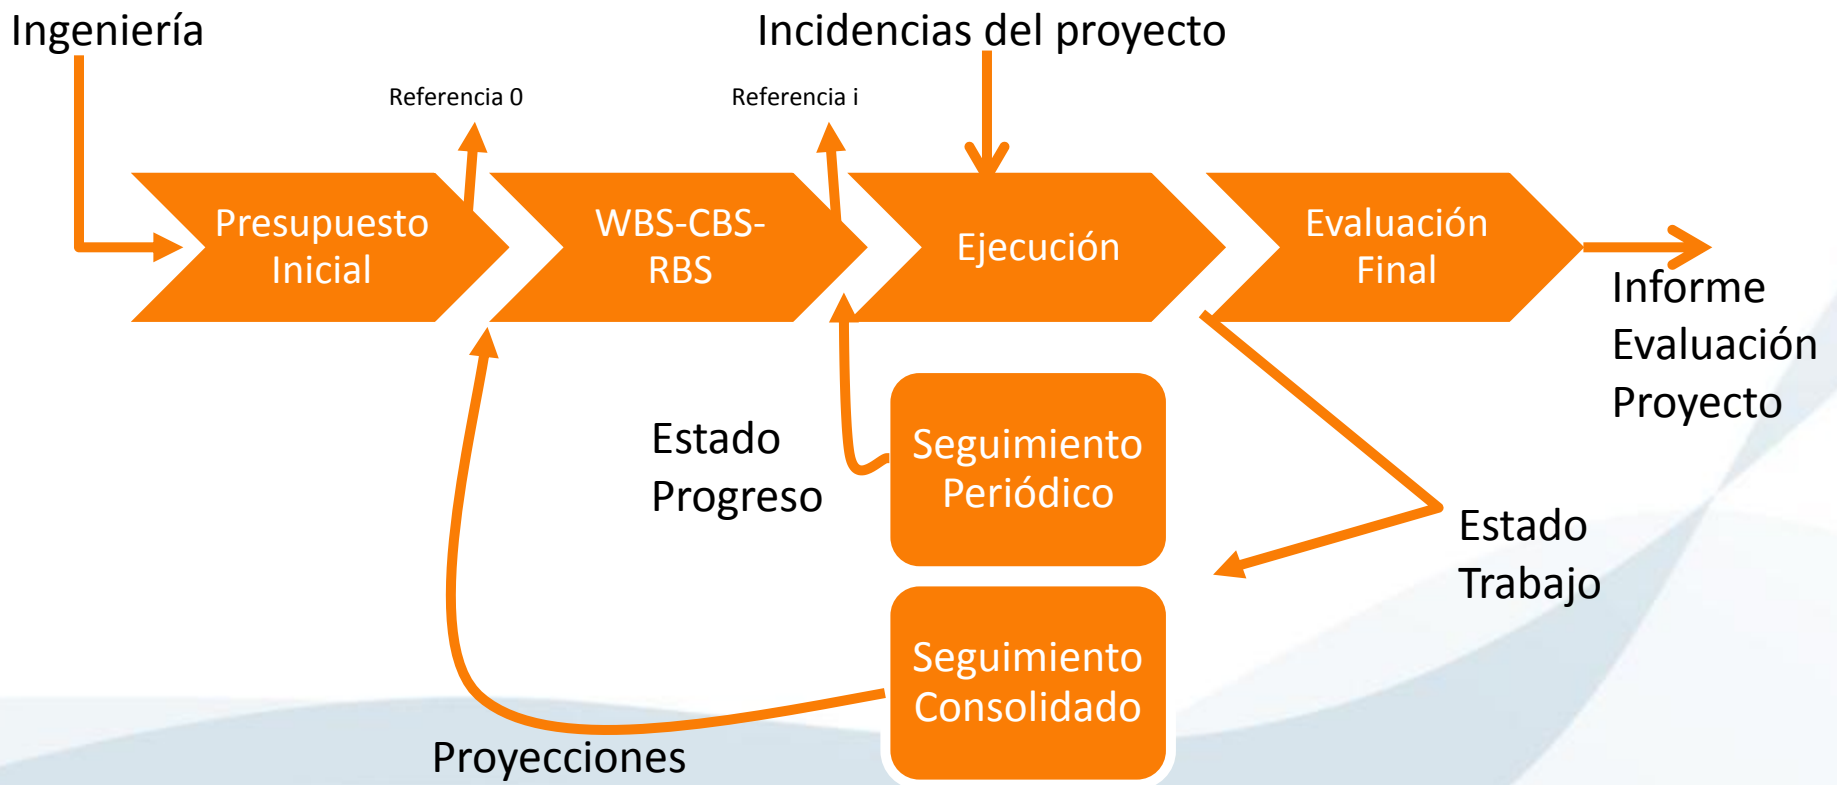 Ingeniería
Incidencias del proyecto
Referencia 0
Referencia i
Presupuesto
Inicial
WBS-CBS-
RBS
Ejecución
Evaluación
Final
Informe
Evaluación
Proyecto
Estado
Progreso
Seguimiento
Periódico
Estado
Trabajo
Seguimiento
Consolidado
Proyecciones